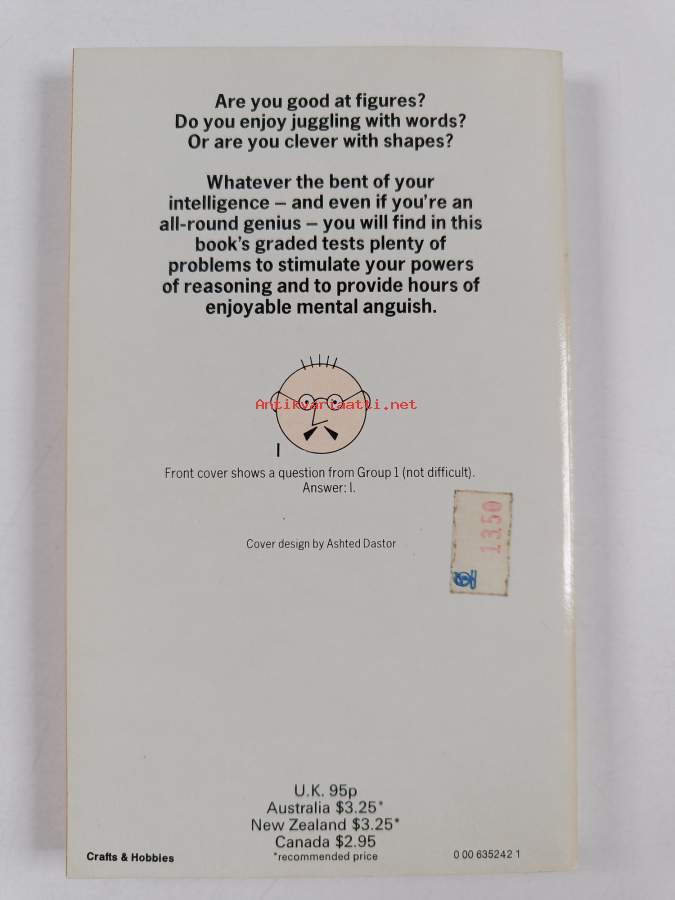 Are you good at figures?
Do you enjoy juggling with words?
Or are you clever with shapes?
Whatever the bent of your
intelligence – and even if you're an
all-round genius – you will find in this
book's graded tests plenty of
problems to stimulate your powers
of reasoning and to provide hours of
enjoyable mental anguish.
Antikvariaatti.net
I
Front cover shows a question from Group 1 (not difficult).
Answer: I.
Cover design by Ashted Dastor
1350
U.K. 95p
Australia $3.25*
New Zealand $3.25*
Canada $2.95
*recommended price
Crafts & Hobbies
0 00 635242 1